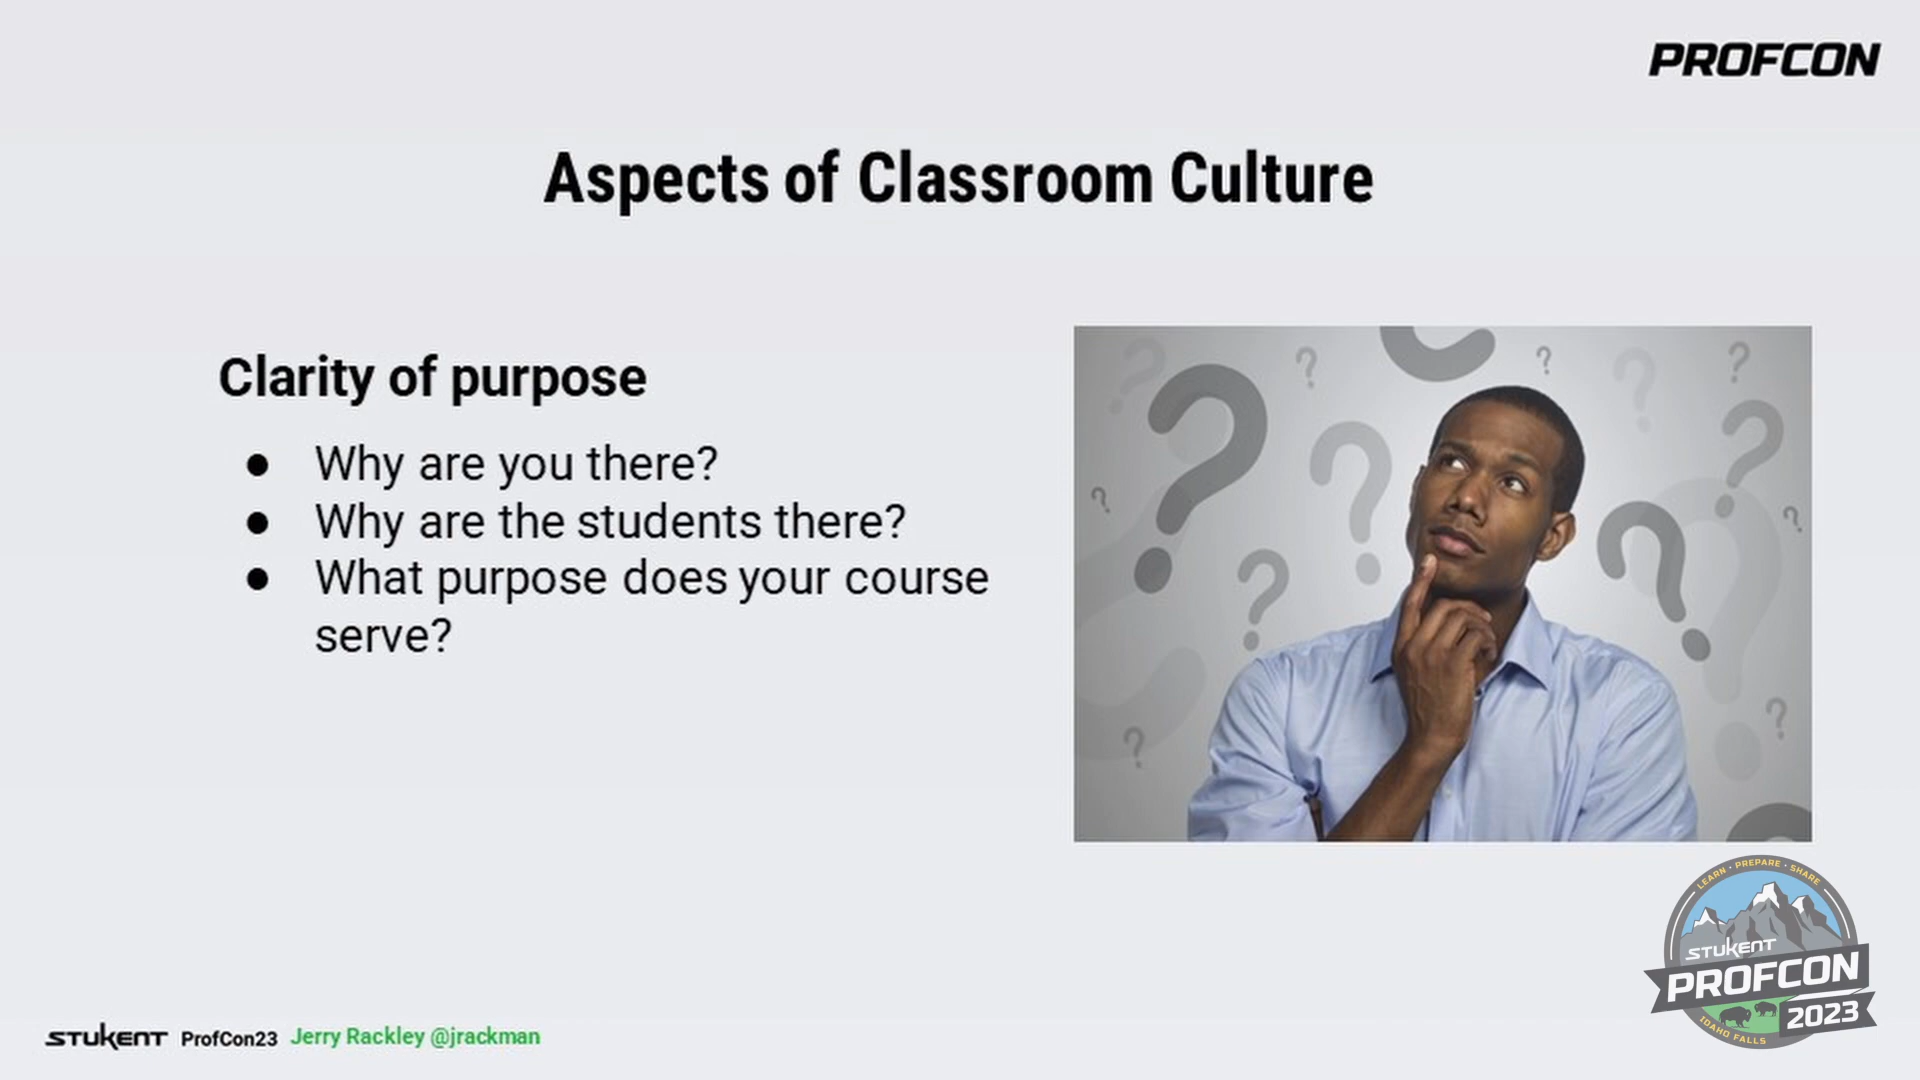 PROFCON
Aspects of Classroom Culture
Clarity of purpose
● Why are you there?
● Why are the students there?
● What purpose does your course
serve?
LEARN • PREPARE • SHARE
STUKENT
PROFCON
2023
IDAHO FALLS
STUKENT ProfCon23 Jerry Rackley @jrackman